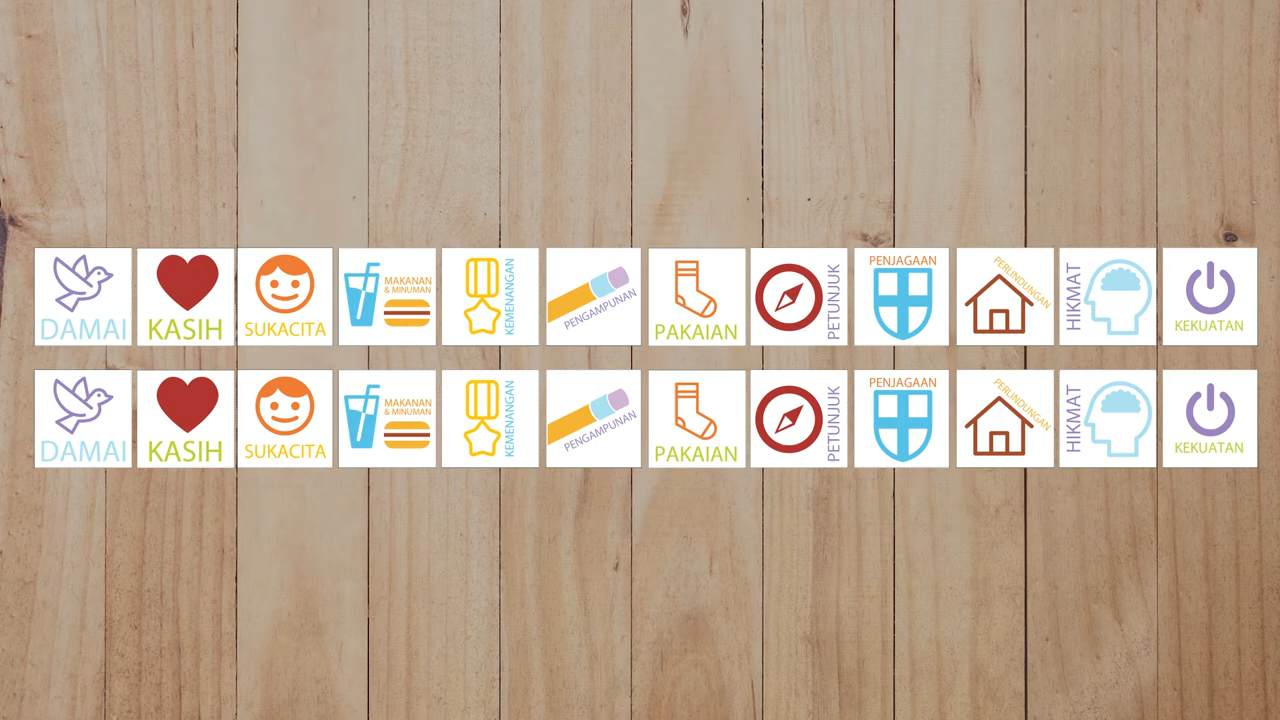 DAMAI
KASIH
SUKACITA
MAKANAN
& MINUMAN
KEMENANGAN
PENGAMPUNAN
PAKAIAN
PETUNJUK
PENJAGAAN
PERLINDUNGAN
HIKMAT
KEKUATAN
DAMAI
KASIH
SUKACITA
MAKANAN
& MINUMAN
KEMENANGAN
PENGAMPUNAN
PAKAIAN
PETUNJUK
PENJAGAAN
PERLINDUNGAN
HIKMAT
KEKUATAN